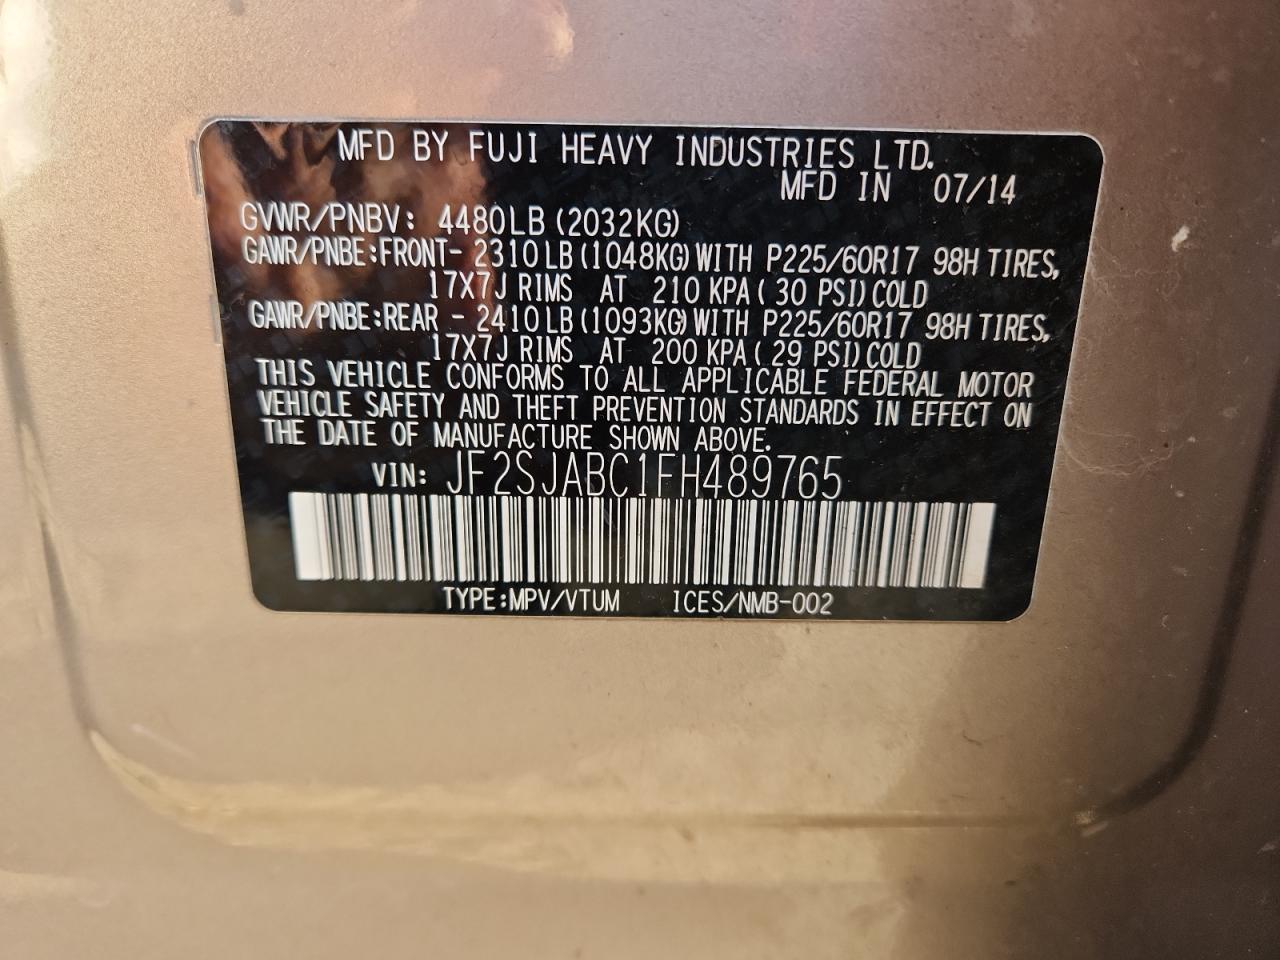 MFD BY FUJI HEAVY INDUSTRIES LTD.
MFD IN 07/14
GVWR/PNBV: 4480LB (2032KG)
GAWR/PNBE:FRONT- 2310LB (1048KG) WITH P225/60R17 98H TIRES,
17X7J RIMS AT 210 KPA ( 30 PSI) COLD
GAWR/PNBE:REAR - 2410LB (1093KG) WITH P225/60R17 98H TIRES,
17X7J RIMS AT 200 KPA ( 29 PSI) COLD
THIS VEHICLE CONFORMS TO ALL APPLICABLE FEDERAL MOTOR
VEHICLE SAFETY AND THEFT PREVENTION STANDARDS IN EFFECT ON
THE DATE OF MANUFACTURE SHOWN ABOVE.
VIN: JF2SJABC1FH489765
TYPE:MPV/VTUM ICES/NMB-002